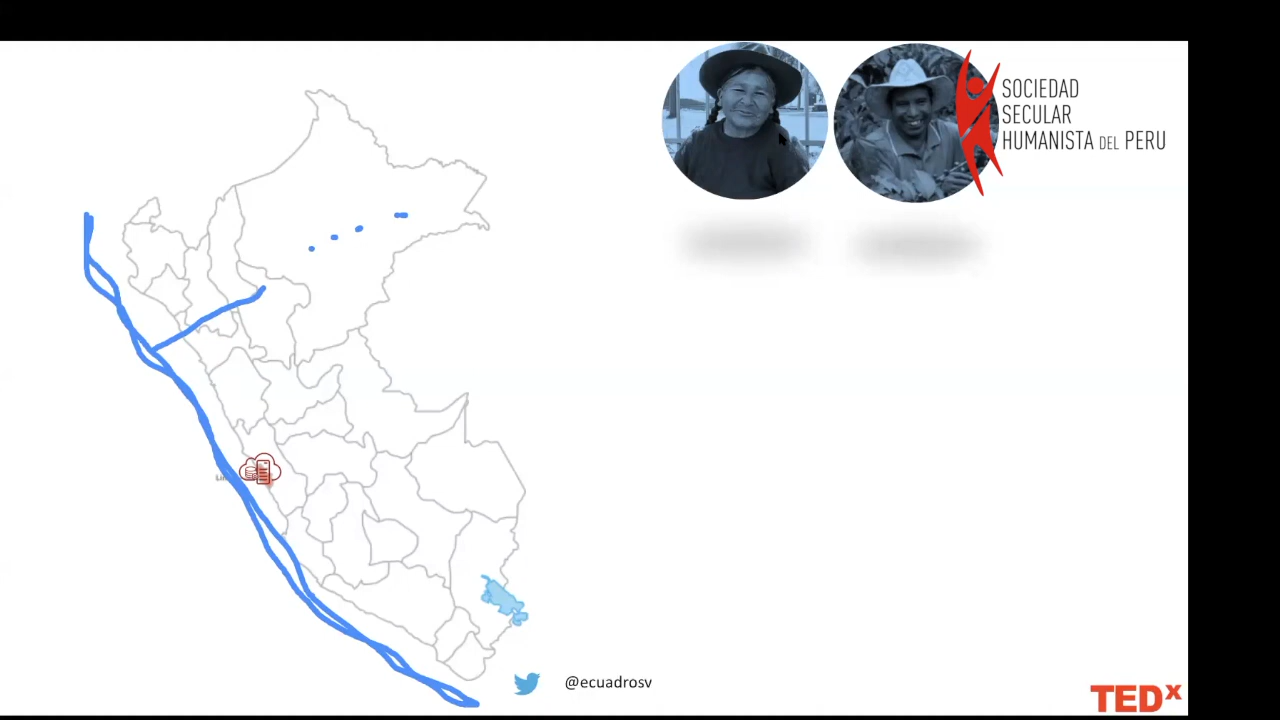 SOCIEDAD
SECULAR
HUMANISTA DEL PERU
@ecuadrosv
TEDx